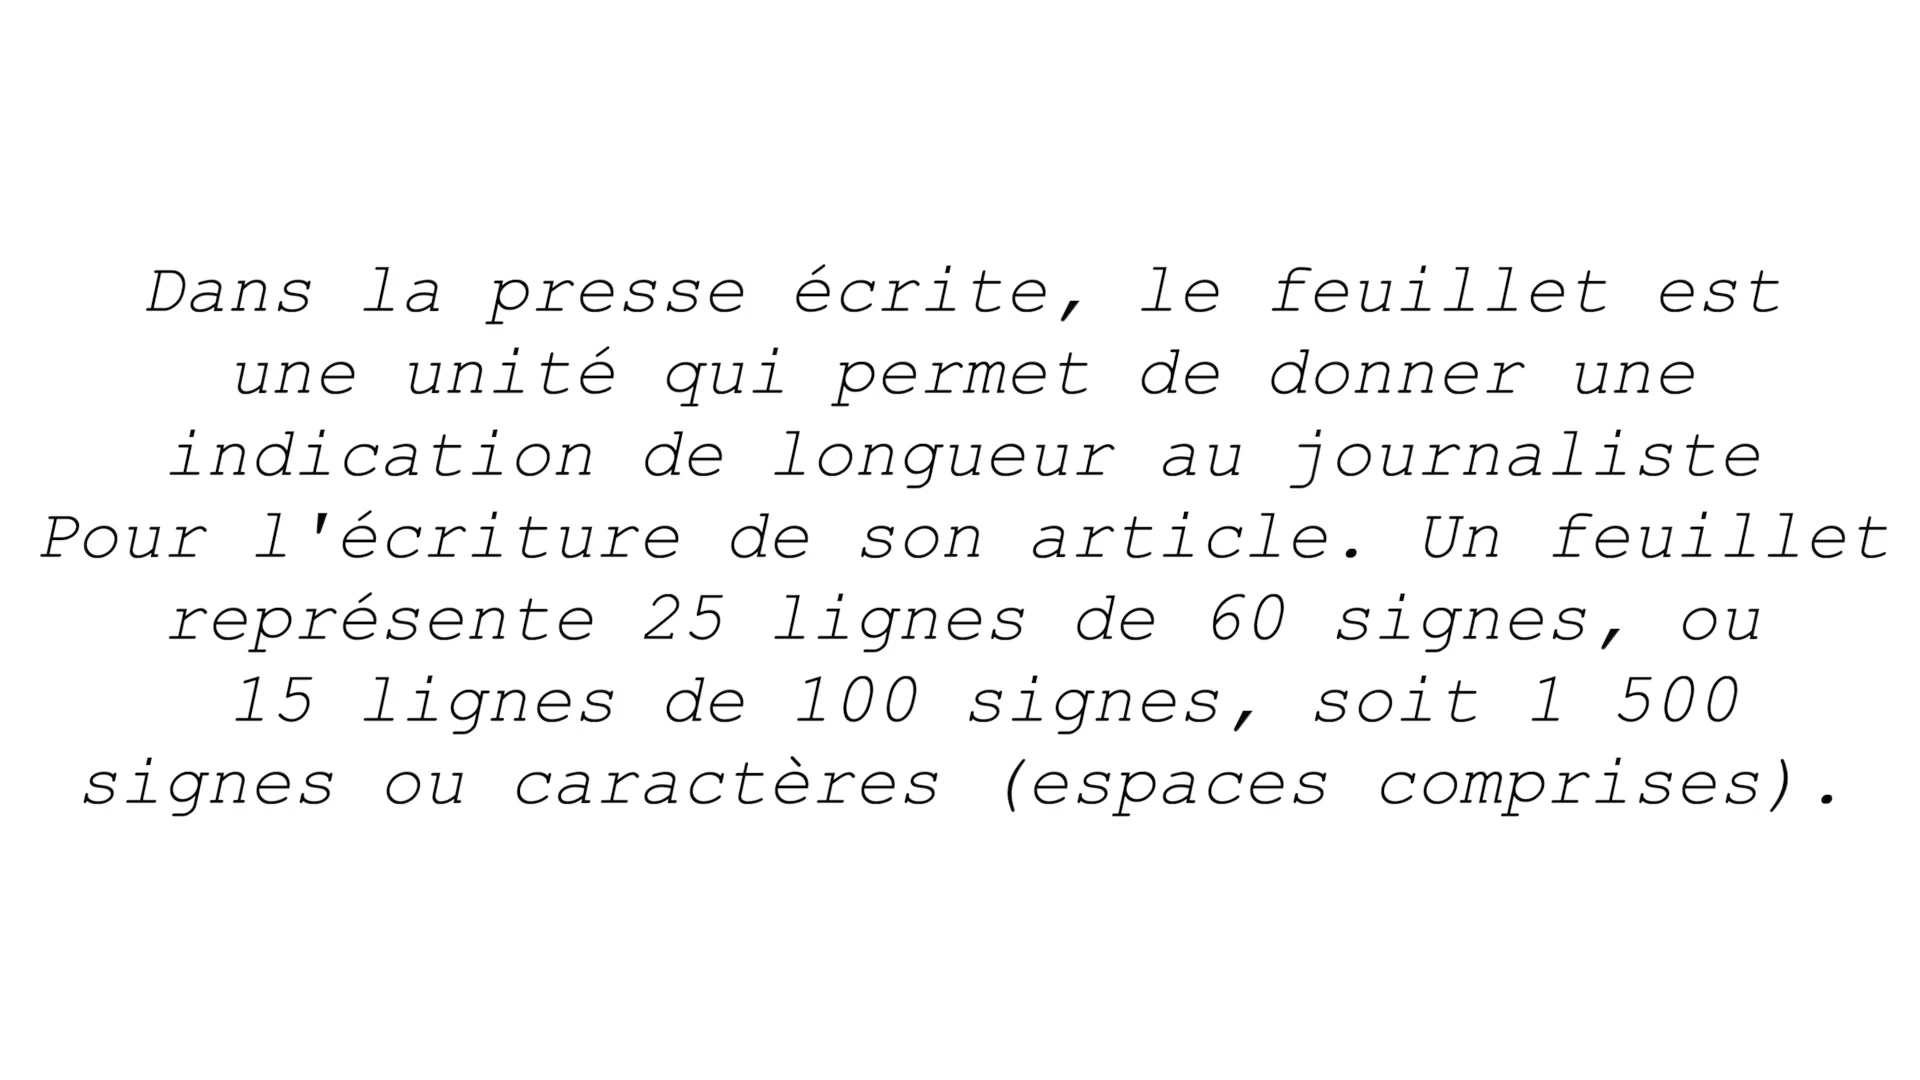 Dans la presse écrite, le feuillet est
une unité qui permet de donner une
indication de longueur au journaliste
Pour l'écriture de son article. Un feuillet
représente 25 lignes de 60 signes, ou
15 lignes de 100 signes, soit 1 500
signes ou caractères (espaces comprises).